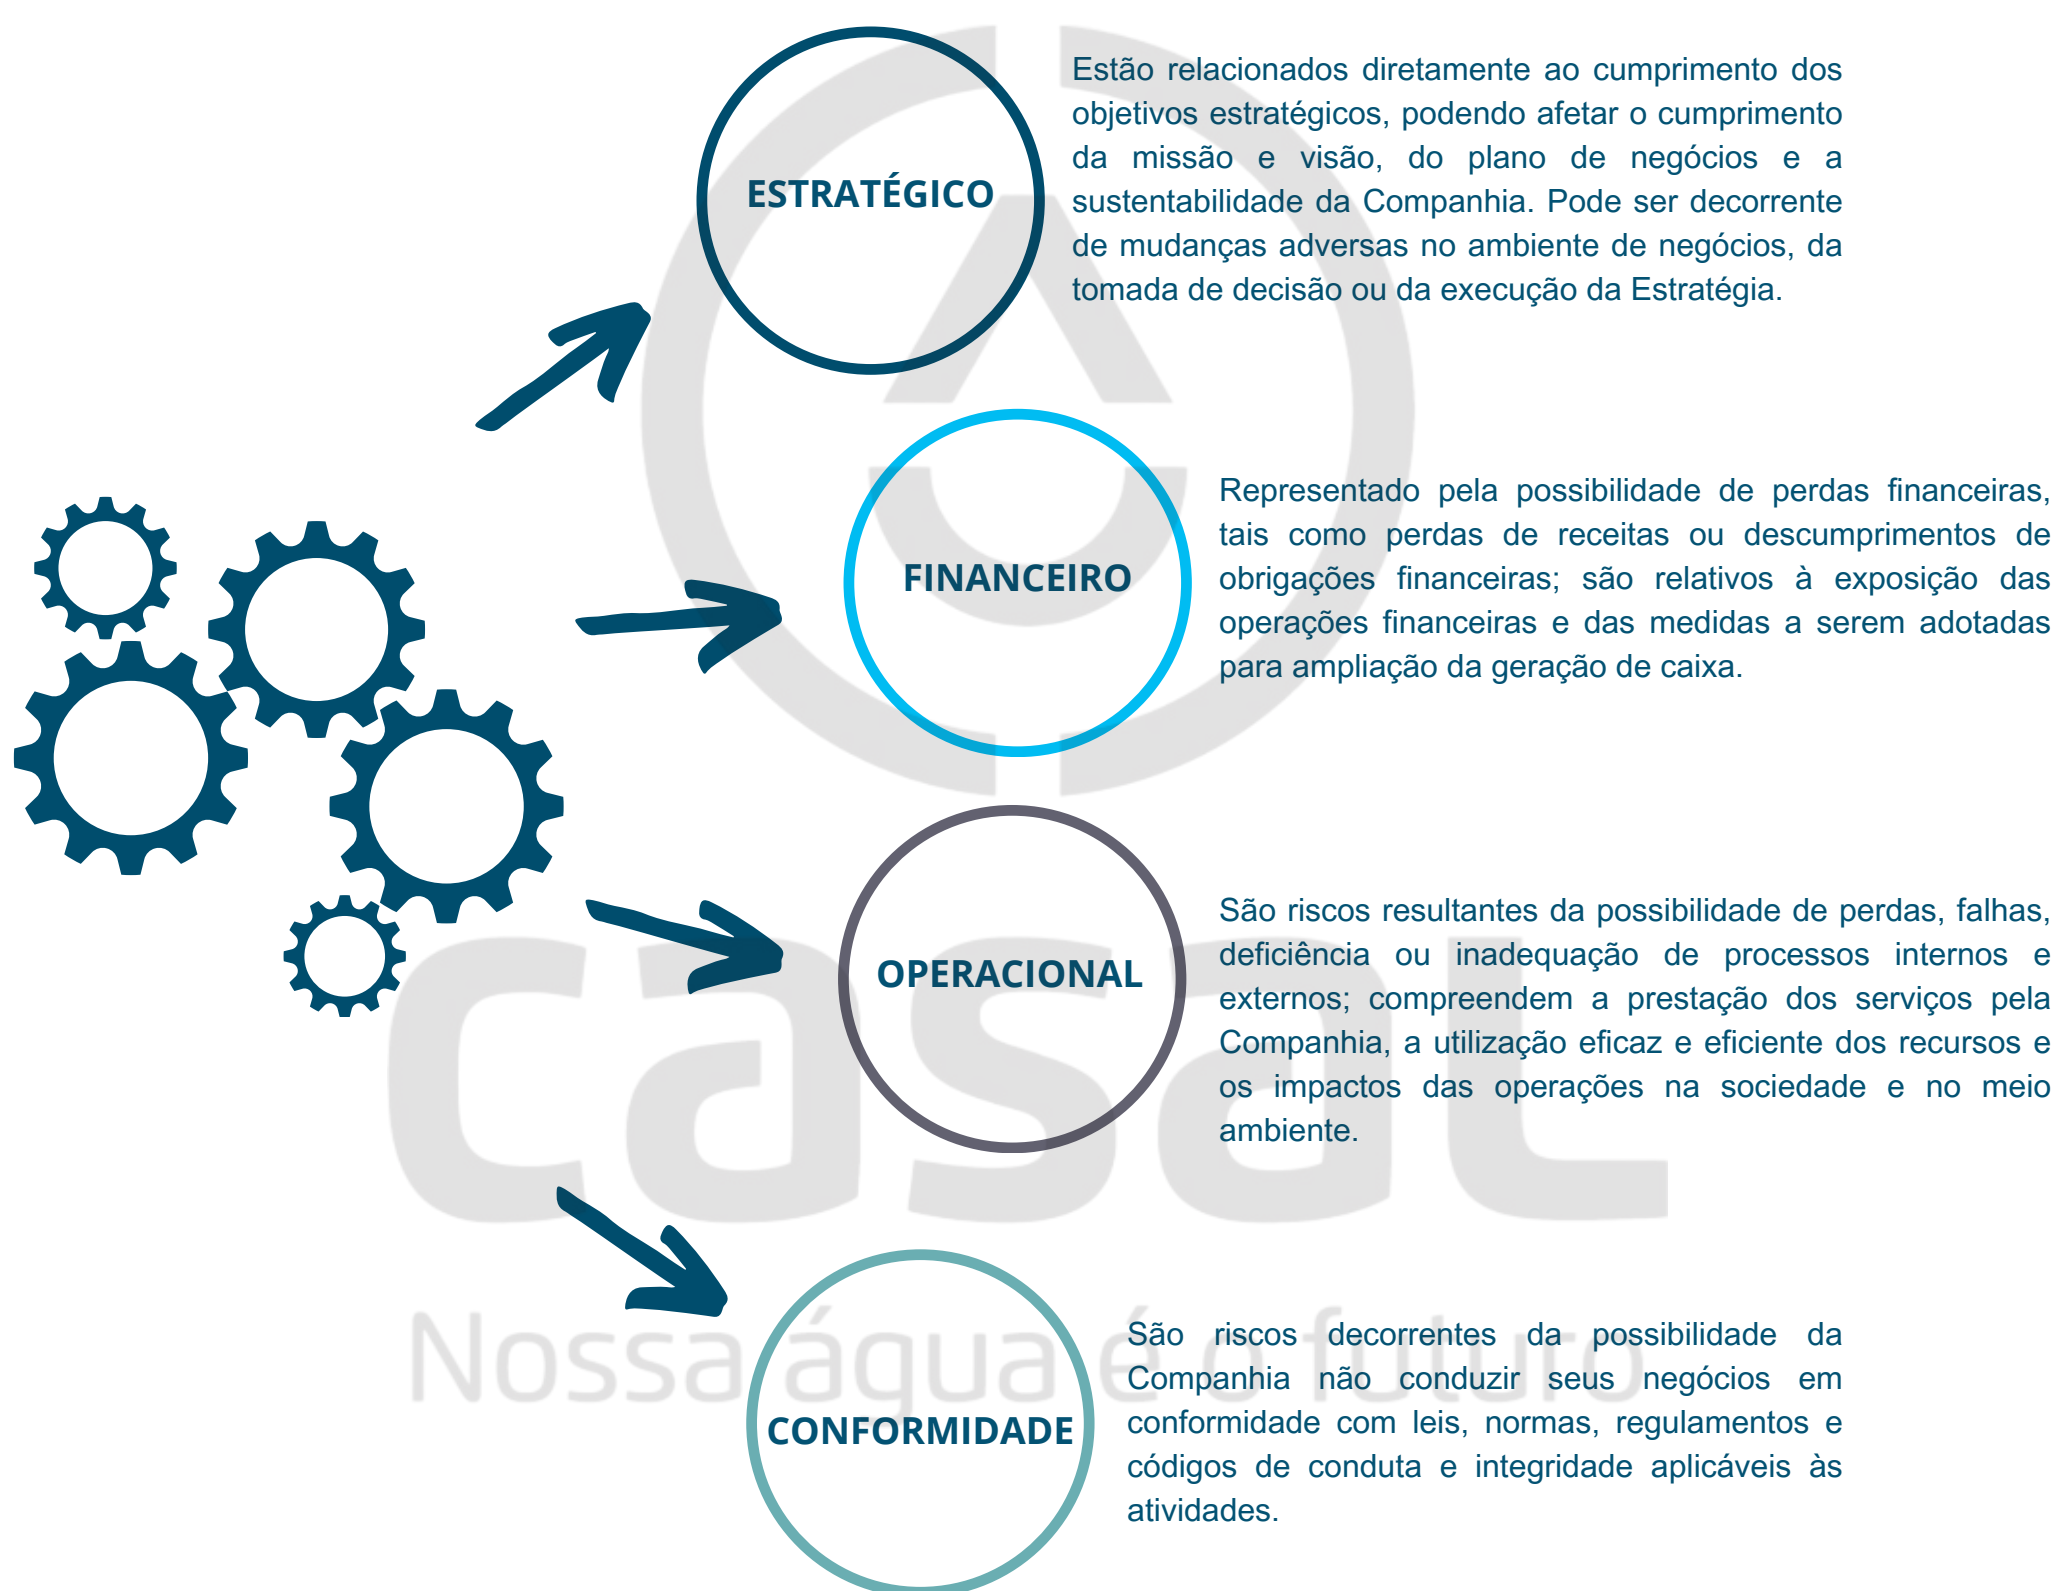 ESTRATÉGICO
Estão relacionados diretamente ao cumprimento dos
objetivos estratégicos, podendo afetar o cumprimento
da missão e visão, do plano de negócios e a
sustentabilidade da Companhia. Pode ser decorrente
de mudanças adversas no ambiente de negócios, da
tomada de decisão ou da execução da Estratégia.
FINANCEIRO
Representado pela possibilidade de perdas financeiras,
tais como perdas de receitas ou descumprimentos de
obrigações financeiras; são relativos à exposição das
operações financeiras e das medidas a serem adotadas
para ampliação da geração de caixa.
OPERACIONAL
São riscos resultantes da possibilidade de perdas, falhas,
deficiência ou inadequação de processos internos e
externos; compreendem a prestação dos serviços pela
Companhia, a utilização eficaz e eficiente dos recursos e
os impactos das operações na sociedade e no meio
ambiente.
CONFORMIDADE
São riscos decorrentes da possibilidade da
Companhia não conduzir seus negócios em
conformidade com leis, normas, regulamentos e
códigos de conduta e integridade aplicáveis às
atividades.
casal
Nossa água é o futuro